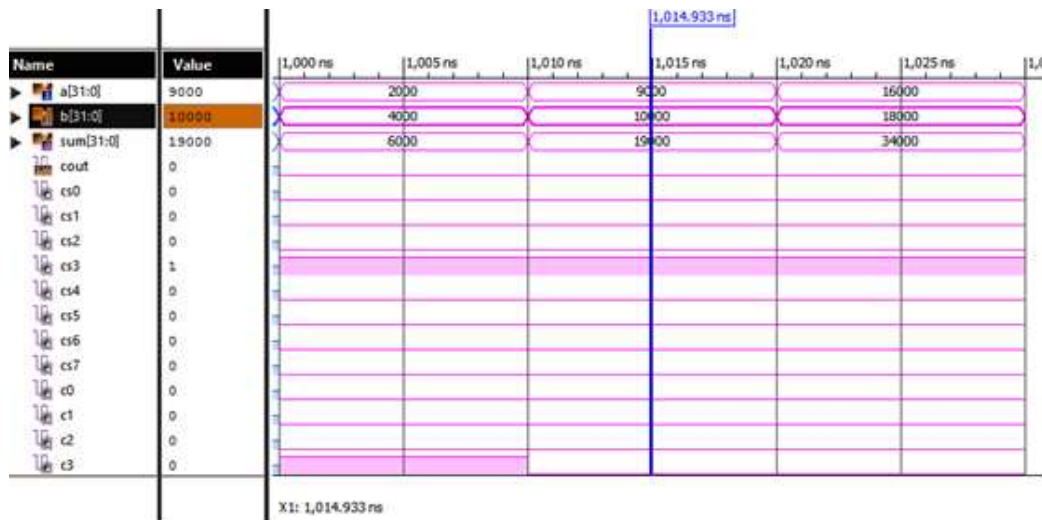 1,014.933 ns
Name Value 1,000 ns 1,005 ns 1,010 ns 1,015 ns 1,020 ns 1,025 ns
a[31:0] 9000 2000 9000 16000
b[31:0] 10000 4000 10000 18000
sum[31:0] 19000 6000 19000 34000
cout 0
cs0 0
cs1 0
cs2 0
cs3 1
cs4 0
cs5 0
cs6 0
cs7 0
c0 0
c1 0
c2 0
c3 0
X1: 1,014.933 ns